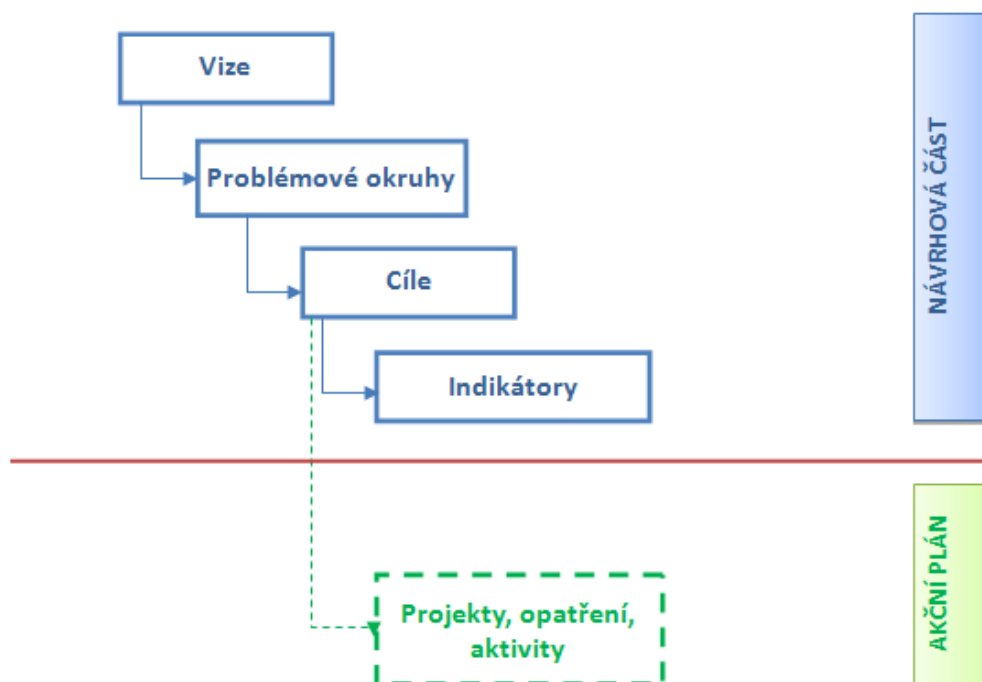 Vize
Problémové okruhy
Cíle
Indikátory
NÁVRHOVÁ ČÁST
Projekty, opatření,
aktivity
AKČNÍ PLÁN